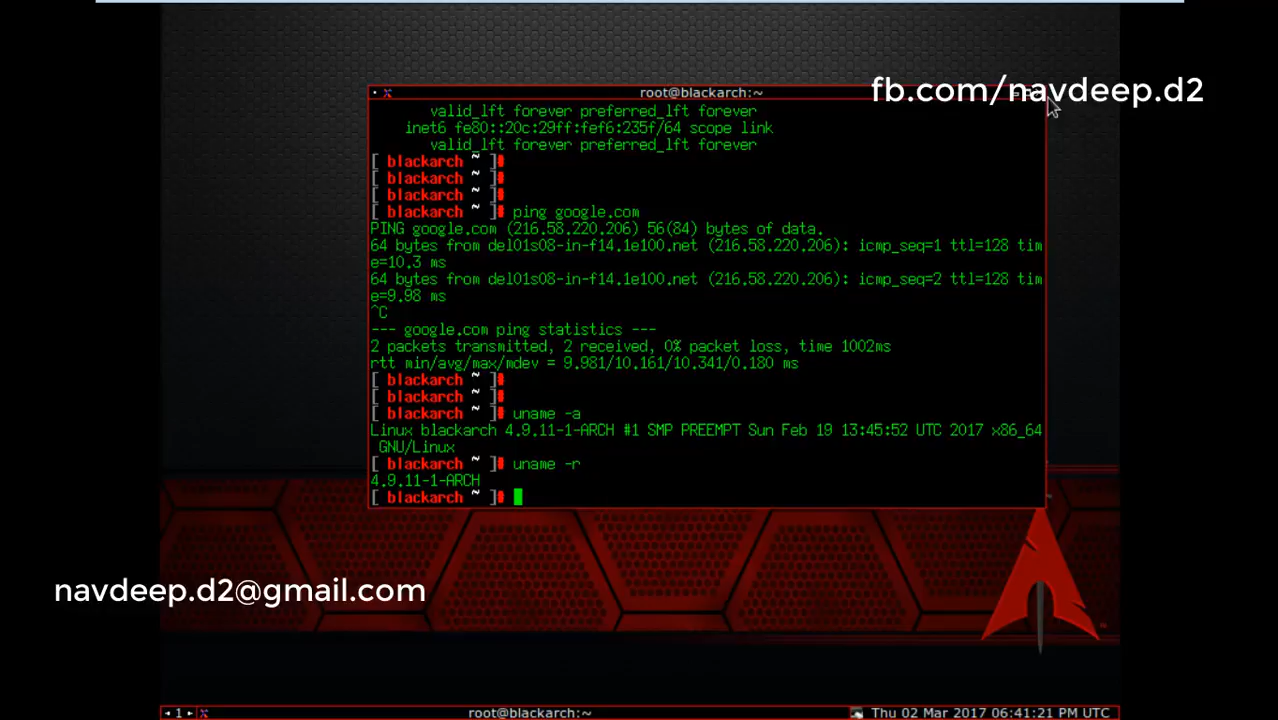 root@blackarch:~
fb.com/navdeep.d2
valid_lft forever preferred_lft forever
inet6 fe80::20c:29ff:fef6:235f/64 scope link
valid_lft forever preferred_lft forever
[ blackarch ~ ]#
[ blackarch ~ ]#
[ blackarch ~ ]#
[ blackarch ~ ]# ping google.com
PING google.com (216.58.220.206) 56(84) bytes of data.
64 bytes from del01s08-in-f14.1e100.net (216.58.220.206): icmp_seq=1 ttl=128 tim
e=10.3 ms
64 bytes from del01s08-in-f14.1e100.net (216.58.220.206): icmp_seq=2 ttl=128 tim
e=9.98 ms
^C
--- google.com ping statistics ---
2 packets transmitted, 2 received, 0% packet loss, time 1002ms
rtt min/avg/max/mdev = 9.981/10.161/10.341/0.180 ms
[ blackarch ~ ]#
[ blackarch ~ ]#
[ blackarch ~ ]# uname -a
Linux blackarch 4.9.11-1-ARCH #1 SMP PREEMPT Sun Feb 19 13:45:52 UTC 2017 x86_64
GNU/Linux
[ blackarch ~ ]# uname -r
4.9.11-1-ARCH
[ blackarch ~ ]#
navdeep.d2@gmail.com
1
root@blackarch:~
Thu 02 Mar 2017 06:41:21 PM UTC